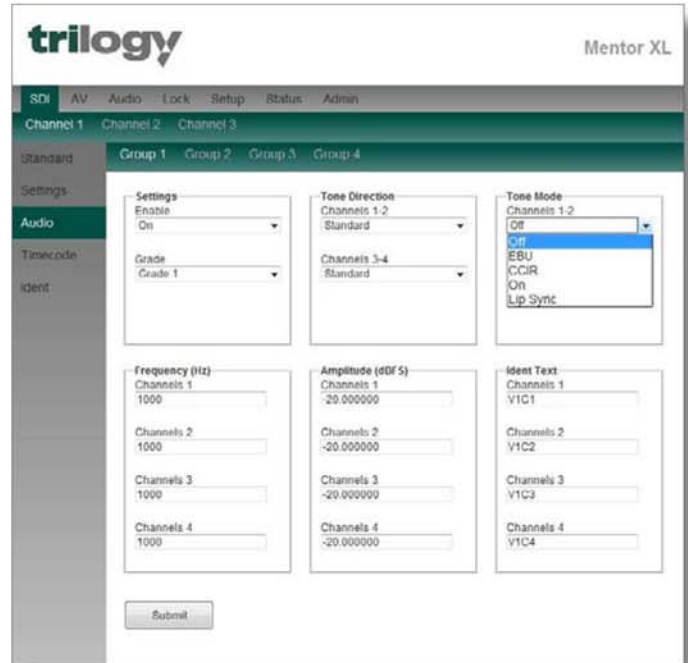 trilogy
Mentor XL
SDI AV Audio Lock Setup Status Admin
Channel 1 Channel 2 Channel 3
Standard
Settings
Audio
Timecode
Ident
Group 1 Group 2 Group 3 Group 4
Settings
Enable
On
Grade
Grade 1
Tone Direction
Channels 1-2
Standard
Channels 3-4
Standard
Tone Mode
Channels 1-2
Off
Off
EBU
CCIR
On
Lip Sync
Frequency (Hz)
Channels 1
1000
Channels 2
1000
Channels 3
1000
Channels 4
1000
Amplitude (dBFS)
Channels 1
-20.000000
Channels 2
-20.000000
Channels 3
-20.000000
Channels 4
-20.000000
Ident Text
Channels 1
V1C1
Channels 2
V1C2
Channels 3
V1C3
Channels 4
V1C4
Submit